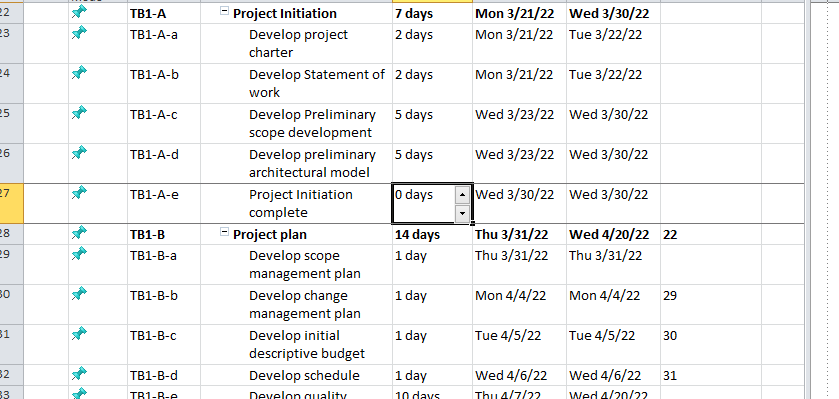 22 TB1-A Project Initiation 7 days Mon 3/21/22 Wed 3/30/22
23 TB1-A-a Develop project 2 days Mon 3/21/22 Tue 3/22/22
charter
24 TB1-A-b Develop Statement of 2 days Mon 3/21/22 Tue 3/22/22
work
25 TB1-A-c Develop Preliminary 5 days Wed 3/23/22 Wed 3/30/22
scope development
26 TB1-A-d Develop preliminary 5 days Wed 3/23/22 Wed 3/30/22
architectural model
27 TB1-A-e Project Initiation 0 days Wed 3/30/22 Wed 3/30/22
complete
28 TB1-B Project plan 14 days Thu 3/31/22 Wed 4/20/22 22
29 TB1-B-a Develop scope 1 day Thu 3/31/22 Thu 3/31/22
management plan
30 TB1-B-b Develop change 1 day Mon 4/4/22 Mon 4/4/22 29
management plan
31 TB1-B-c Develop initial 1 day Tue 4/5/22 Tue 4/5/22 30
descriptive budget
32 TB1-B-d Develop schedule 1 day Wed 4/6/22 Wed 4/6/22 31
33 TB1-B-e Develop quality 10 days Thu 4/7/22 Wed 4/20/22